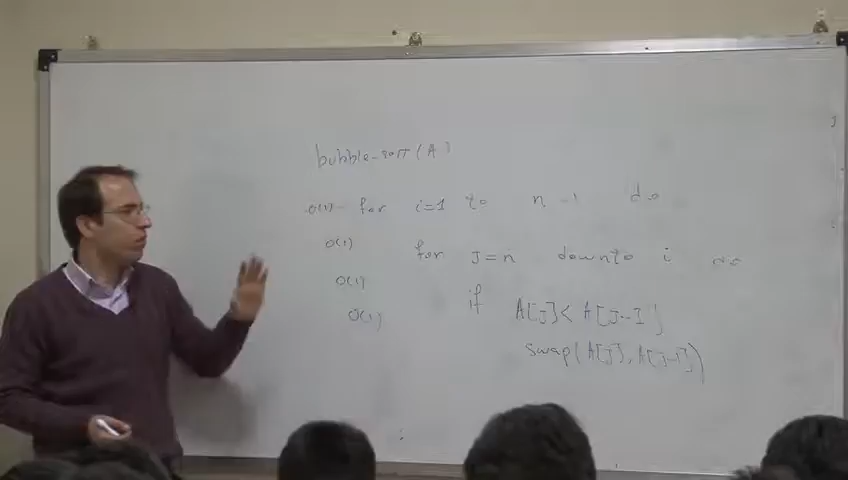 bubble-sort(A)
O(1) - for i=1 to n-1 do
O(1) for J=n downto i do
O(1) if A[J]< A[J-1]
O(1) swap(A[J], A[J-1])